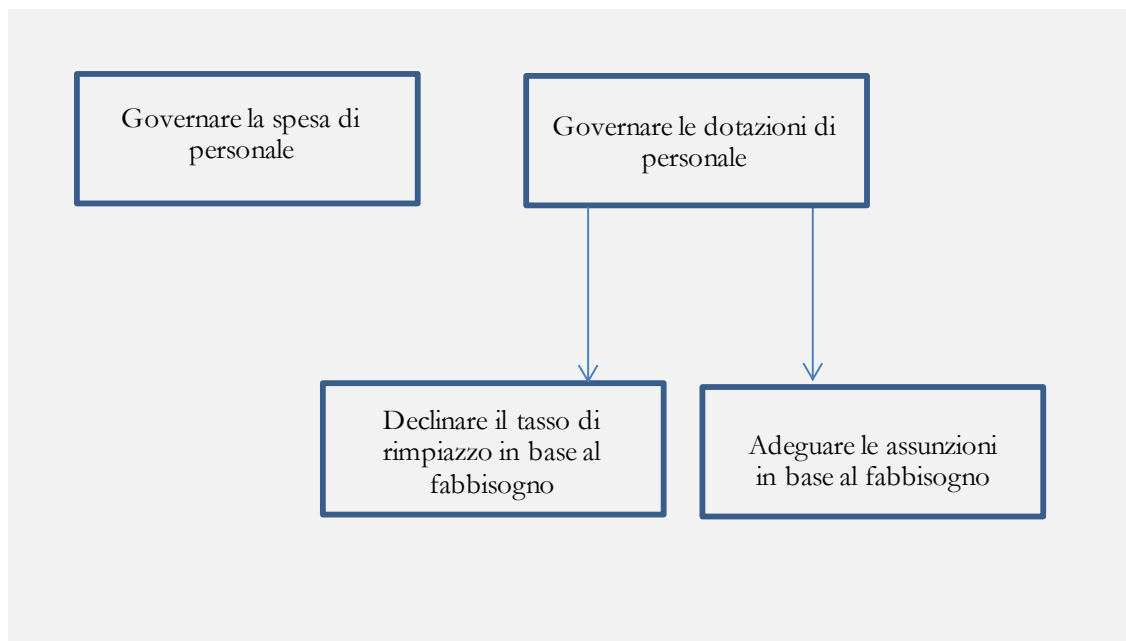 Governare la spesa di
personale
Governare le dotazioni di
personale
Declinare il tasso di
rimpiazzo in base al
fabbisogno
Adeguare le assunzioni
in base al fabbisogno